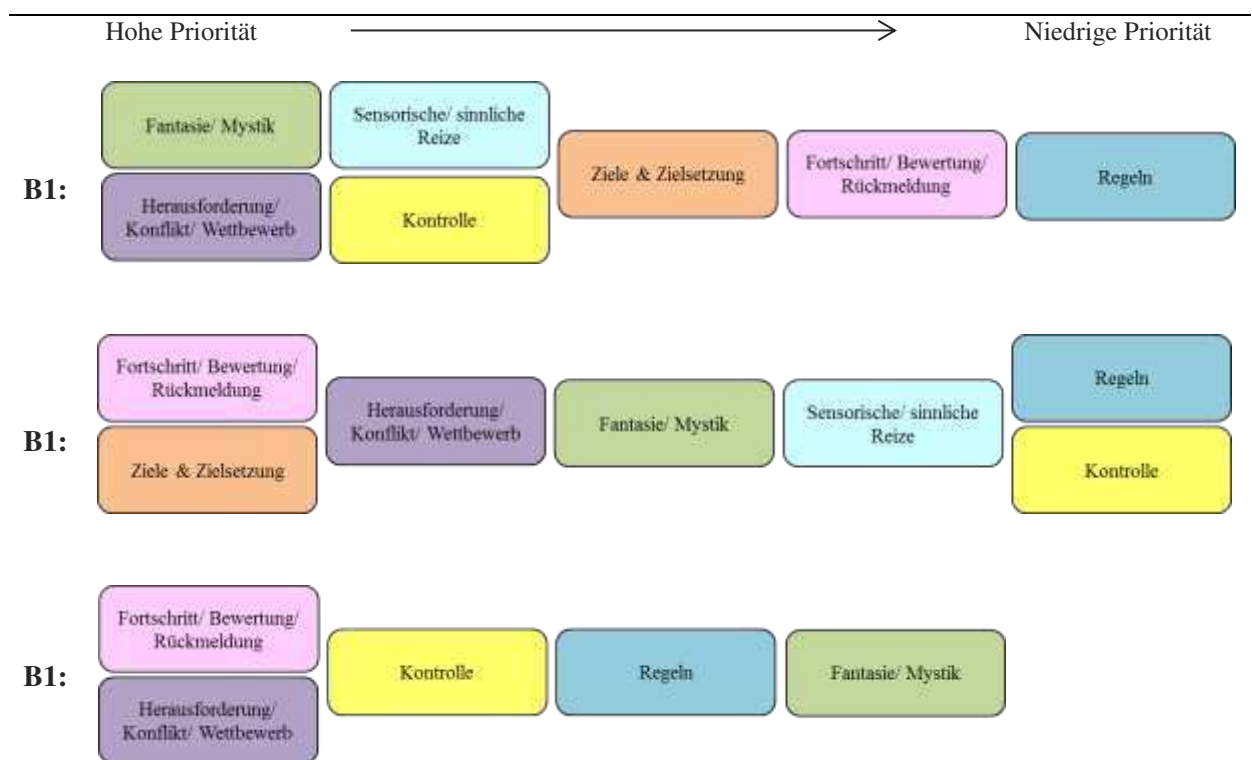 Hohe Priorität
Niedrige Priorität
B1:
Fantasie/ Mystik
Herausforderung/
Konflikt/ Wettbewerb
Sensorische/ sinnliche
Reize
Kontrolle
Ziele & Zielsetzung
Fortschritt/ Bewertung/
Rückmeldung
Regeln
B1:
Fortschritt/ Bewertung/
Rückmeldung
Ziele & Zielsetzung
Herausforderung/
Konflikt/ Wettbewerb
Fantasie/ Mystik
Sensorische/ sinnliche
Reize
Regeln
Kontrolle
B1:
Fortschritt/ Bewertung/
Rückmeldung
Herausforderung/
Konflikt/ Wettbewerb
Kontrolle
Regeln
Fantasie/ Mystik